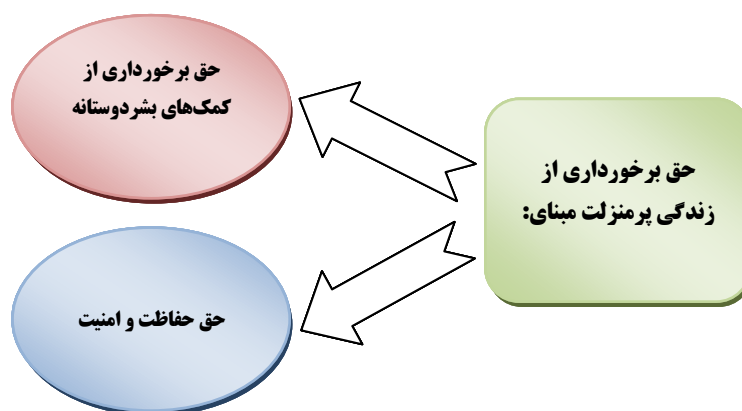 حق برخورداری از
زندگی پرمنزلت مبنای:
حق برخورداری از
کمک‌های بشردوستانه
حق حفاظت و امنیت